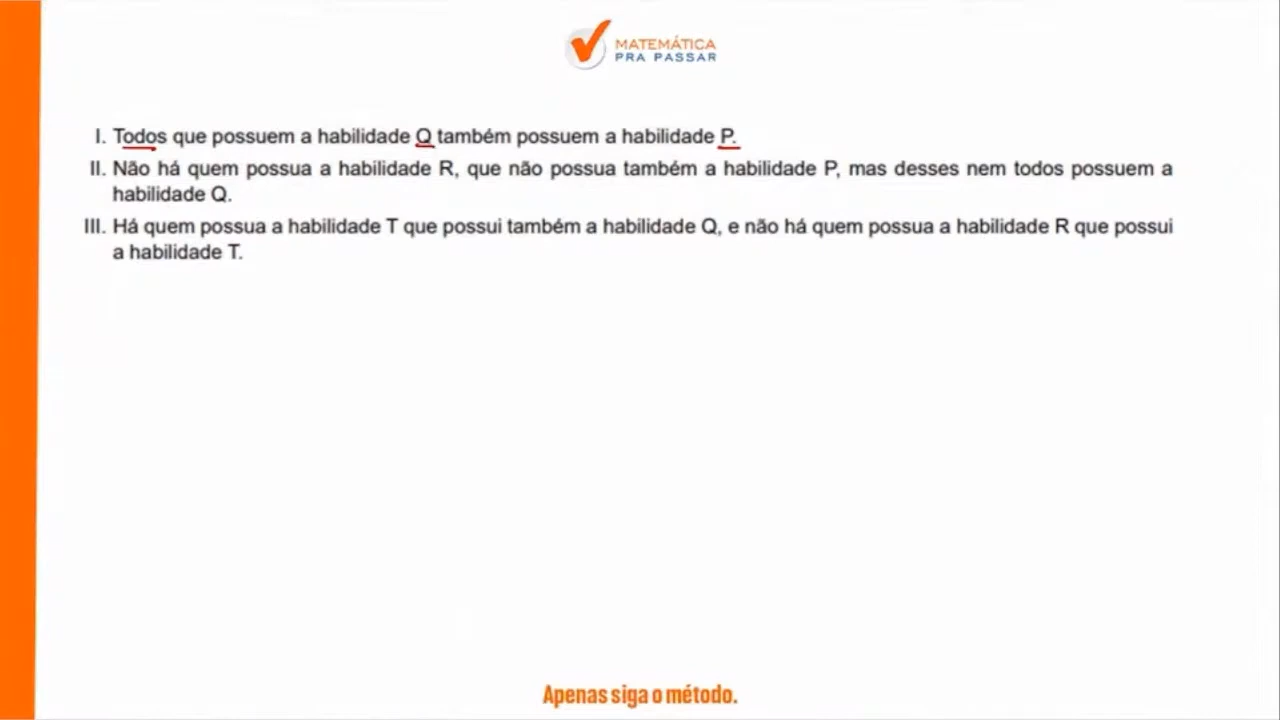 MATEMÁTICA
PRA PASSAR
I. Todos que possuem a habilidade Q também possuem a habilidade P.
II. Não há quem possua a habilidade R, que não possua também a habilidade P, mas desses nem todos possuem a
habilidade Q.
III. Há quem possua a habilidade T que possui também a habilidade Q, e não há quem possua a habilidade R que possui
a habilidade T.
Apenas siga o método.